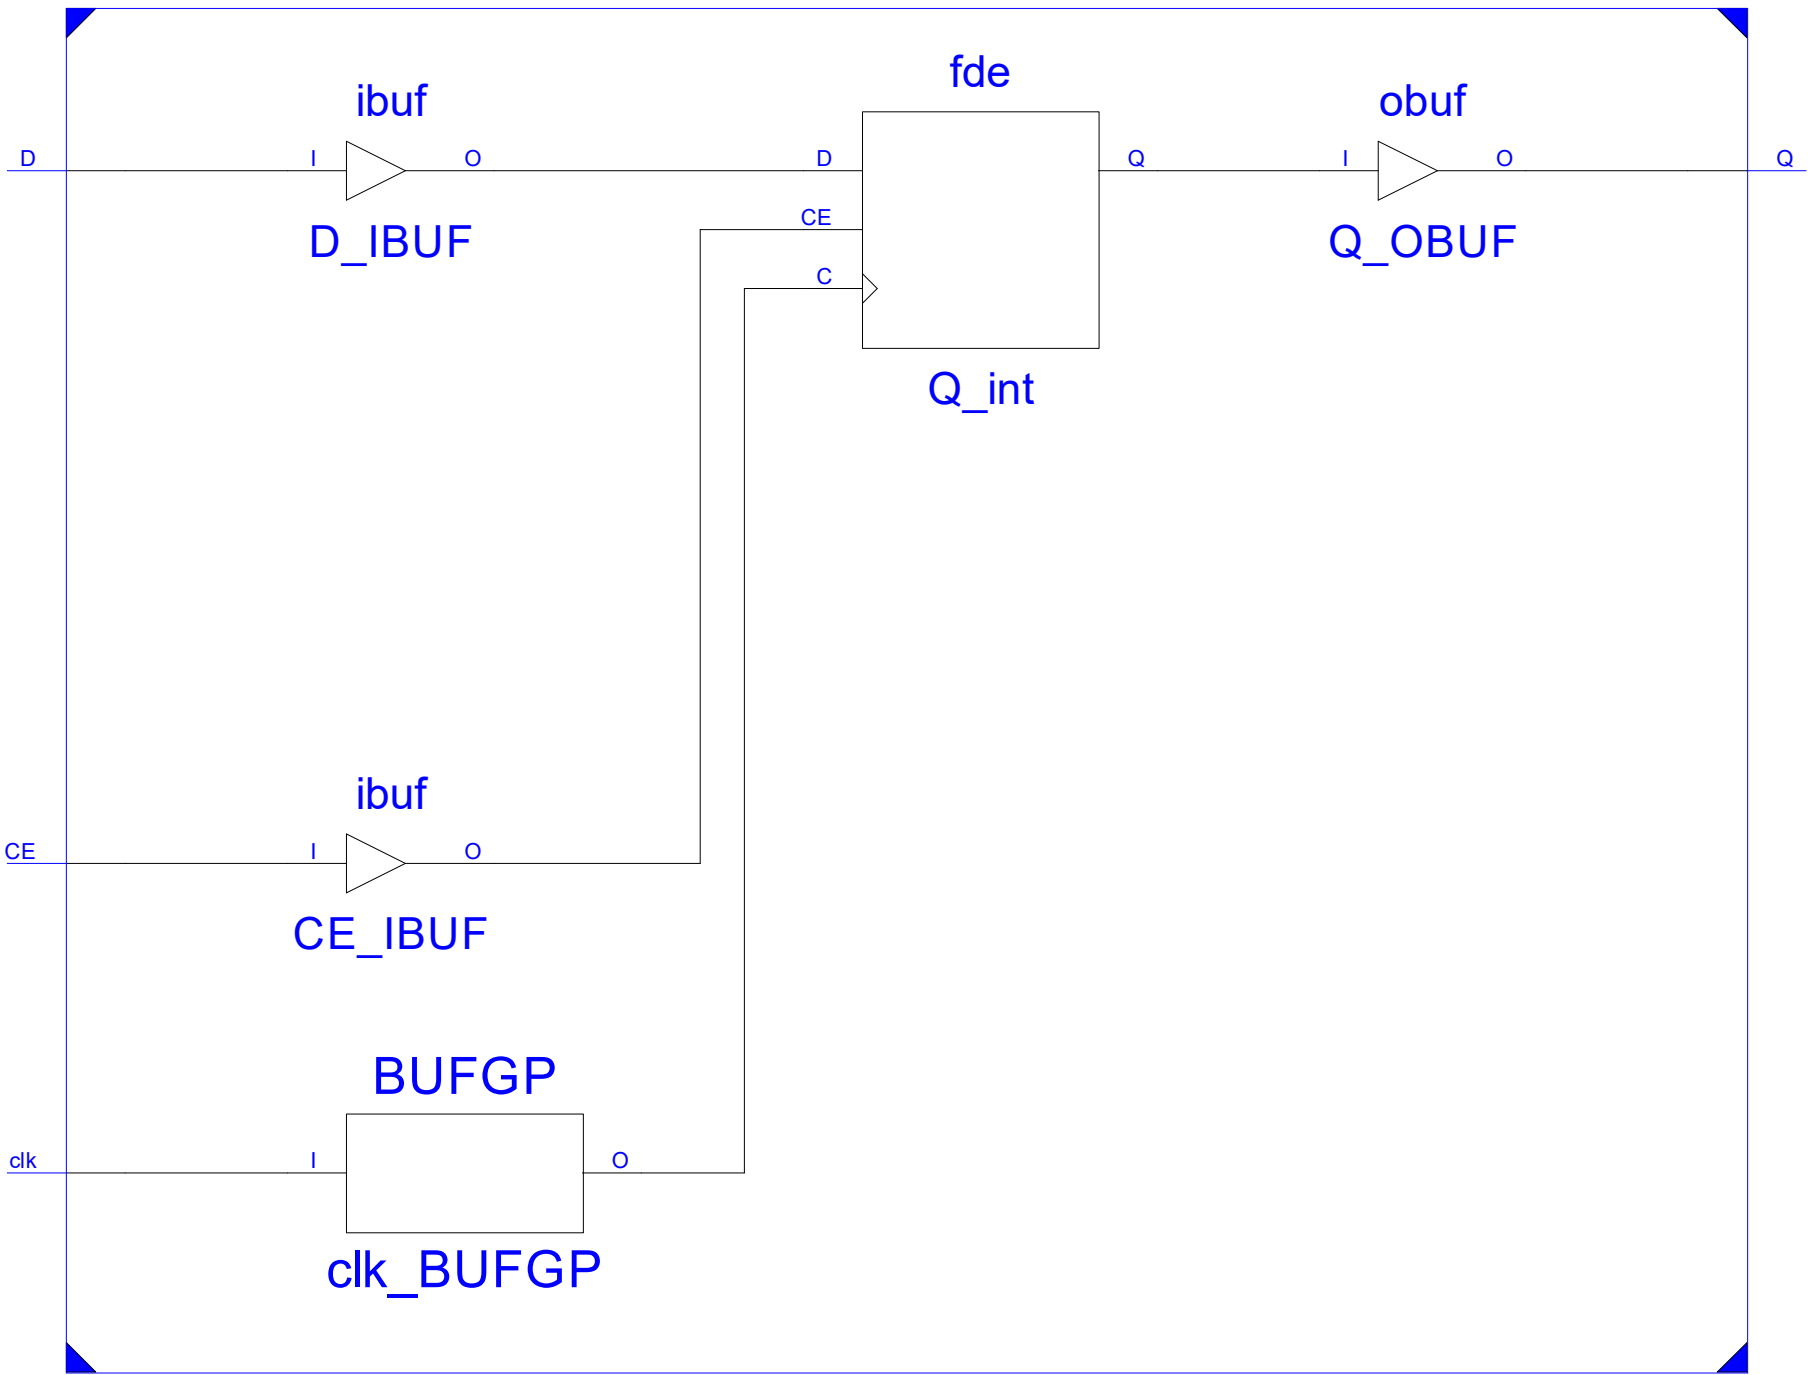 fde
ibuf
obuf
D
I
O
D
Q
I
O
Q
CE
D_IBUF
Q_OBUF
C
Q_int
ibuf
CE
I
O
CE_IBUF
BUFGP
clk
I
O
clk_BUFGP